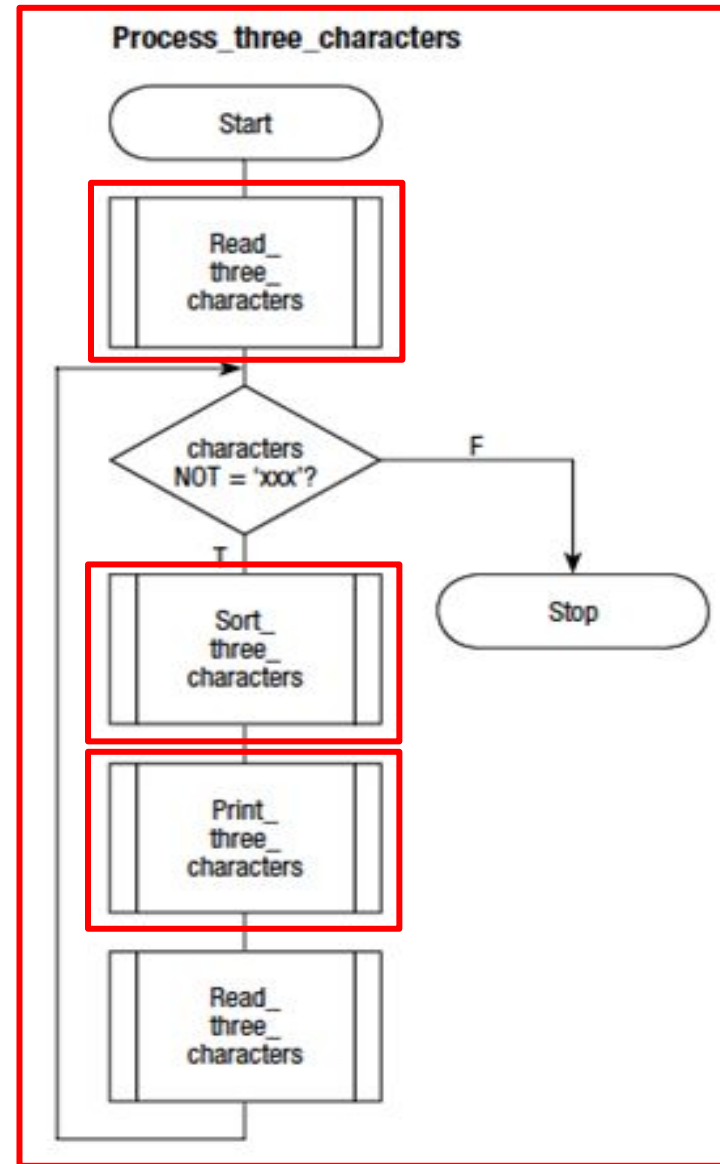 Process_three_characters
Start
Read_
three_
characters
characters
NOT = ‘xxx’?
F
T
Sort_
three_
characters
Stop
Print_
three_
characters
Read_
three_
characters